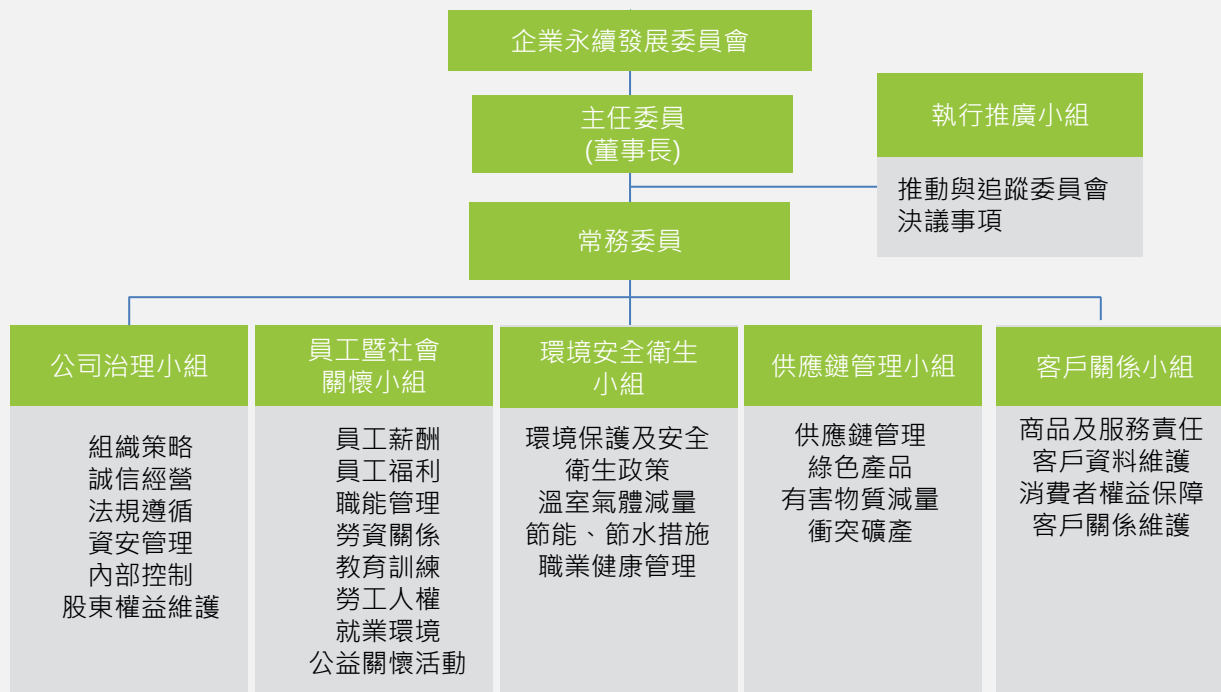 企業永續發展委員會
主任委員
(董事長)
執行推廣小組
推動與追蹤委員會
決議事項
常務委員
公司治理小組
組織策略
誠信經營
法規遵循
資安管理
內部控制
股東權益維護
員工暨社會
關懷小組
員工薪酬
員工福利
職能管理
勞資關係
教育訓練
勞工人權
就業環境
公益關懷活動
環境安全衛生
小組
環境保護及安全
衛生政策
溫室氣體減量
節能、節水措施
職業健康管理
供應鏈管理小組
供應鏈管理
綠色產品
有害物質減量
衝突礦產
客戶關係小組
商品及服務責任
客戶資料維護
消費者權益保障
客戶關係維護